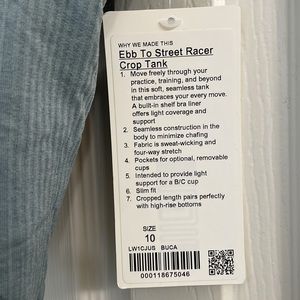 WHY WE MADE THIS
Ebb To Street Racer
Crop Tank
1. Move freely through your
practice, training, and beyond
in this soft, seamless tank
that embraces your every move.
A built-in shelf bra liner
offers light coverage and
support
2. Seamless construction in the
body to minimize chafing
3. Fabric is sweat-wicking and
four-way stretch
4. Pockets for optional, removable
cups
5. Intended to provide light
support for a B/C cup
6. Slim fit
7. Cropped length pairs perfectly
with high-rise bottoms
SIZE
10
LW1CJUS BUCA
000118675046